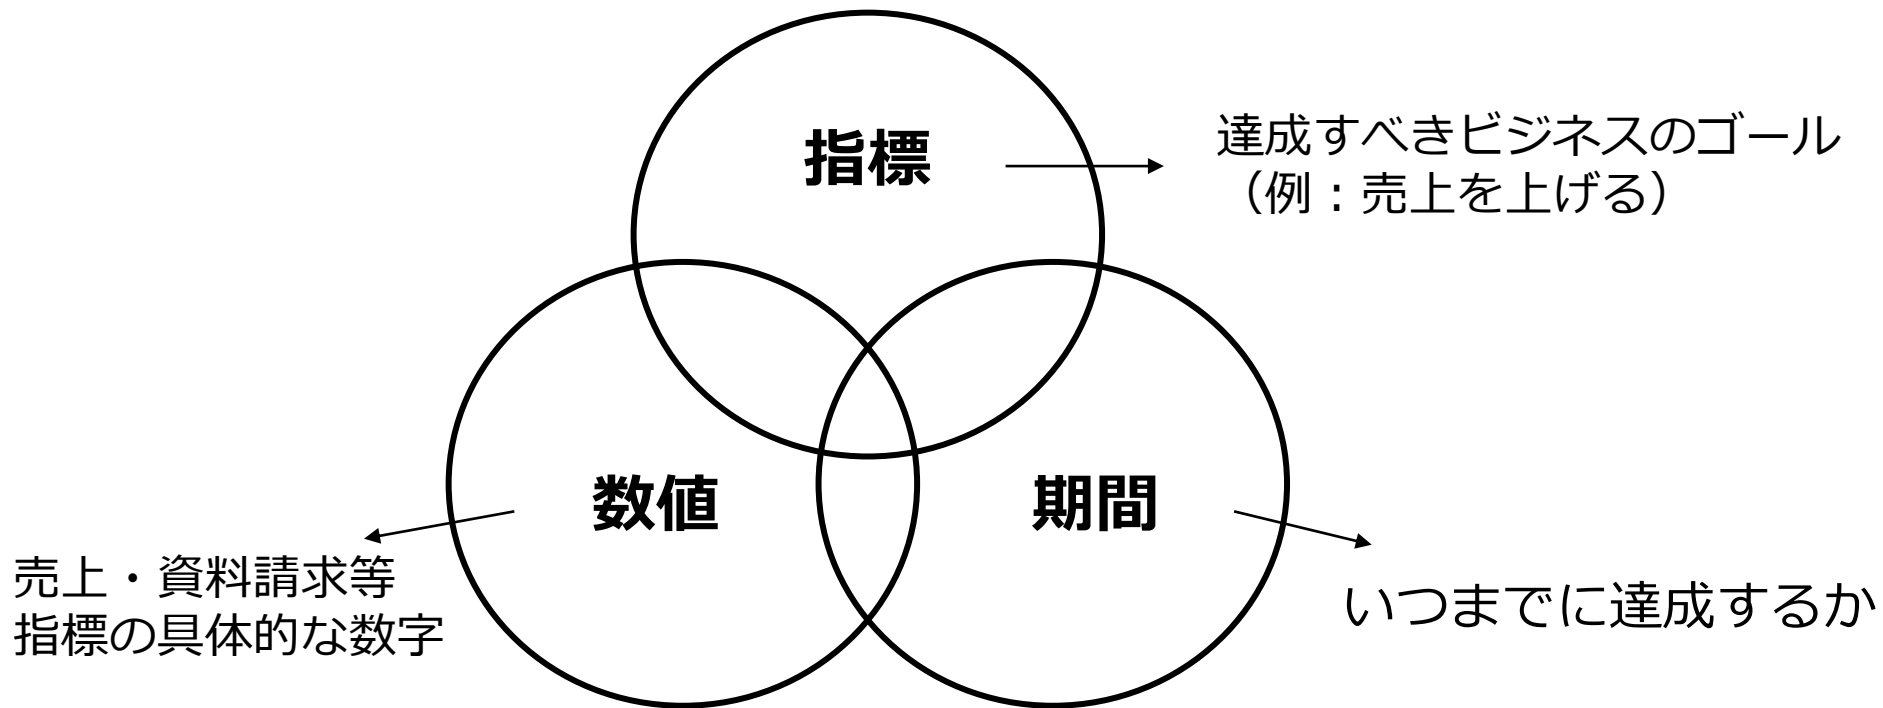 指標
達成すべきビジネスのゴール
（例：売上を上げる）
数値
期間
売上・資料請求等
指標の具体的な数字
いつまでに達成するか